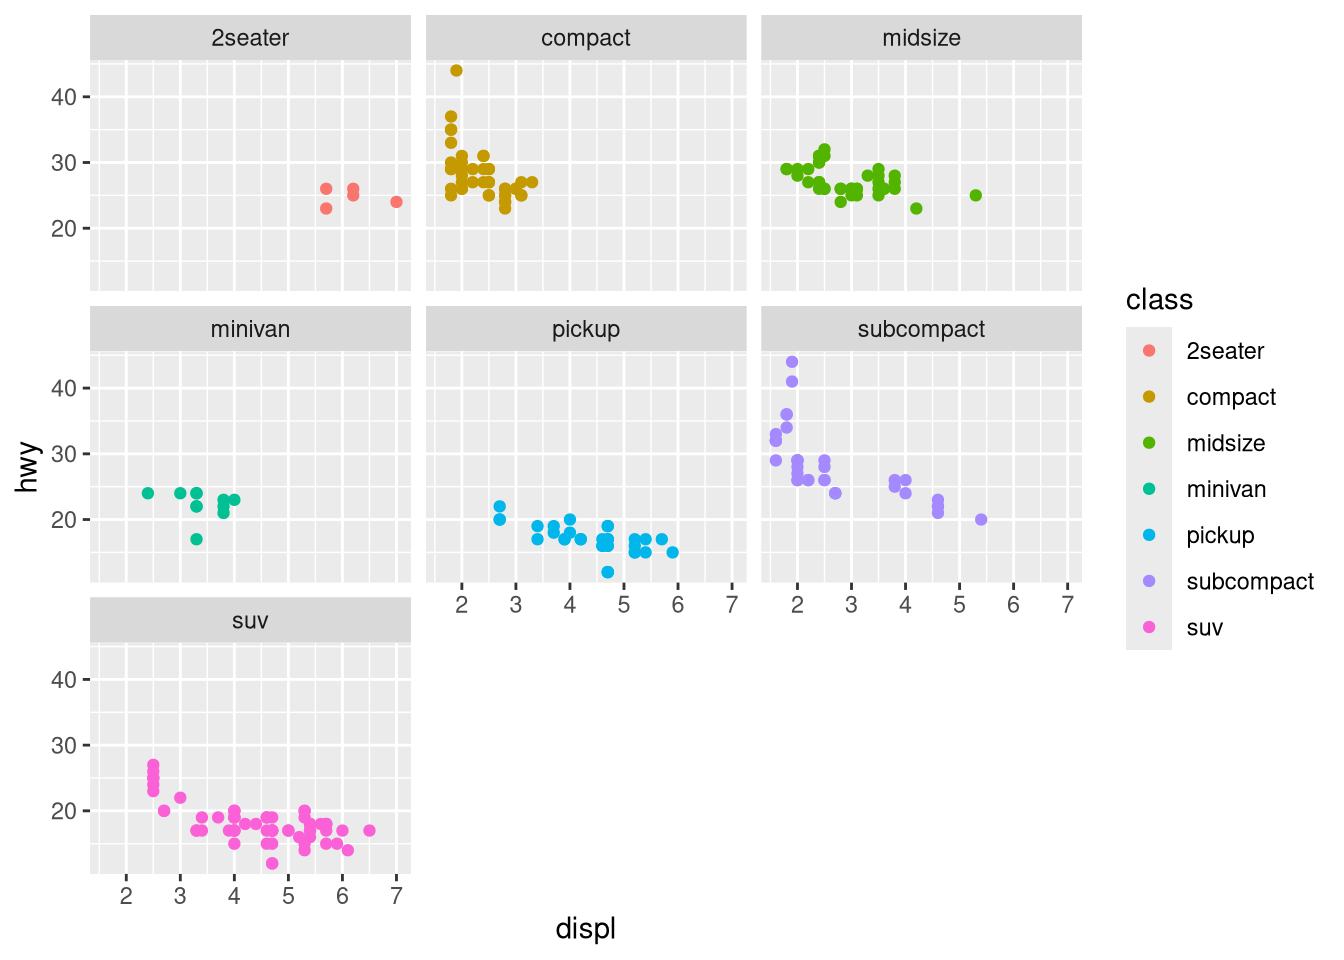 2seater
compact
midsize
40
30
20
minivan
pickup
subcompact
40
30
20
2 3 4 5 6 7
2 3 4 5 6 7
suv
40
30
20
2 3 4 5 6 7
displ
hwy
class
2seater
compact
midsize
minivan
pickup
subcompact
suv